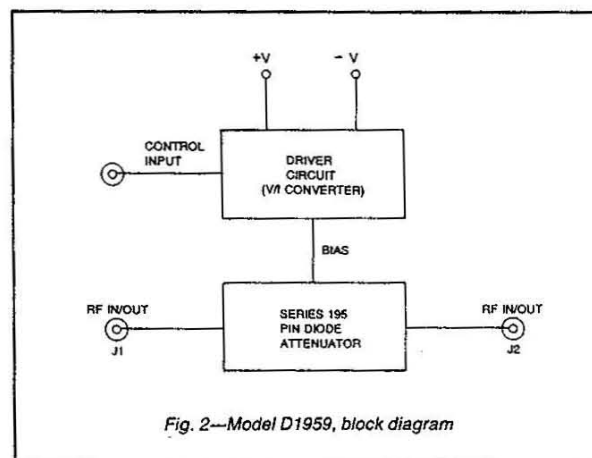 +V
– V
CONTROL
INPUT
DRIVER
CIRCUIT
(V/I CONVERTER)
BIAS
RF IN/OUT
J1
SERIES 195
PIN DIODE
ATTENUATOR
RF IN/OUT
J2
Fig. 2—Model D1959, block diagram